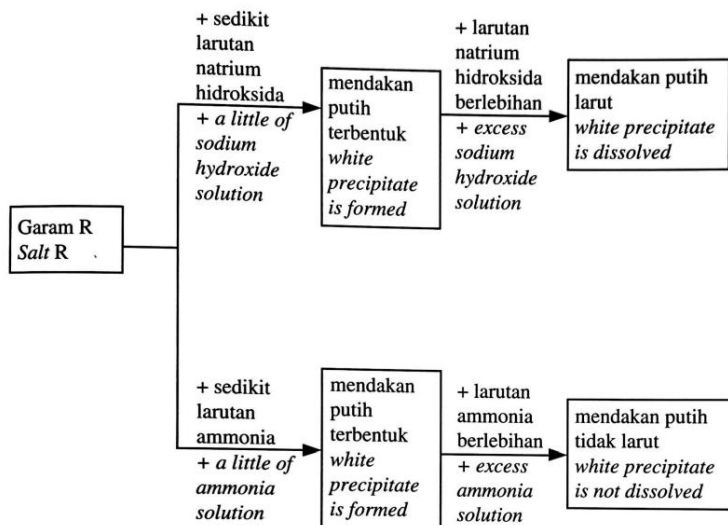 + sedikit
larutan
natrium
hidroksida
+ a little of
sodium
hydroxide
solution
mendakan
putih
terbentuk
white
precipitate
is formed
+ larutan
natrium
hidroksida
berlebihan
+ excess
sodium
hydroxide
solution
mendakan putih
larut
white precipitate
is dissolved
Garam R
Salt R
+ sedikit
larutan
ammonia
+ a little of
ammonia
solution
mendakan
putih
terbentuk
white
precipitate
is formed
+ larutan
ammonia
berlebihan
+ excess
ammonia
solution
mendakan putih
tidak larut
white precipitate
is not dissolved